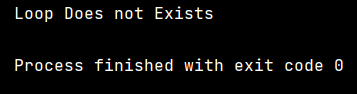 Loop Does not Exists
Process finished with exit code 0